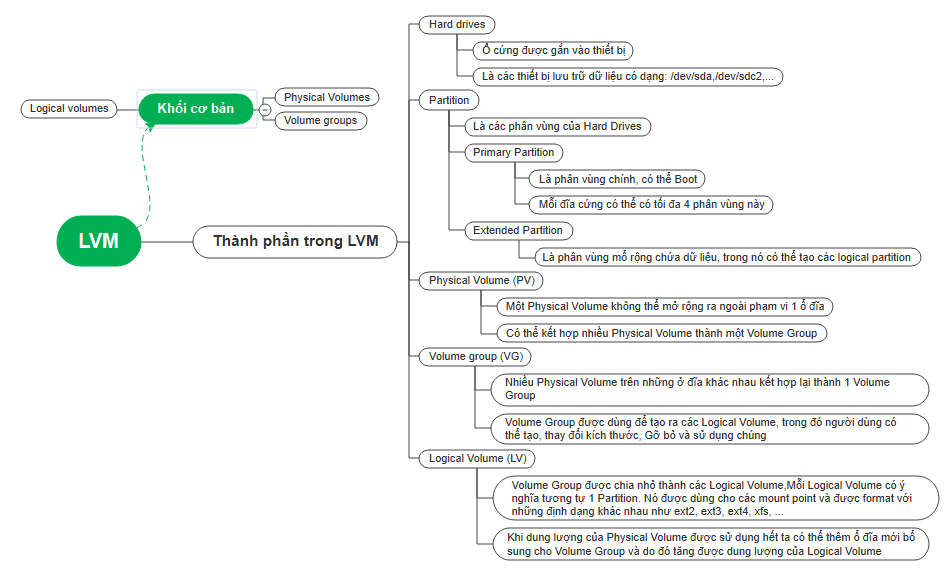 Hard drives
Ổ cứng được gắn vào thiết bị
Là các thiết bị lưu trữ dữ liệu có dạng: /dev/sda,/dev/sdc2,...
Partition
Là các phân vùng của Hard Drives
Primary Partition
Là phân vùng chính, có thể Boot
Mỗi đĩa cứng có thể có tối đa 4 phân vùng này
Extended Partition
Là phân vùng mổ rộng chứa dữ liệu, trong nó có thể tạo các logical partition
Physical Volume (PV)
Một Physical Volume không thể mở rộng ra ngoài phạm vi 1 ổ đĩa
Có thể kết hợp nhiều Physical Volume thành một Volume Group
Volume group (VG)
Nhiều Physical Volume trên những ở đĩa khác nhau kết hợp lại thành 1 Volume
Group
Volume Group được dùng để tạo ra các Logical Volume, trong đó người dùng có
thể tạo, thay đổi kích thước, Gỡ bỏ và sử dụng chúng
Logical Volume (LV)
Volume Group được chia nhỏ thành các Logical Volume,Mỗi Logical Volume có ý
nghĩa tương tự 1 Partition. Nó được dùng cho các mount point và được format với
những định dạng khác nhau như ext2, ext3, ext4, xfs, ...
Khi dung lượng của Physical Volume được sử dụng hết ta có thể thêm ổ đĩa mới bổ
sung cho Volume Group và do đó tăng được dung lượng của Logical Volume
Logical volumes
Khối cơ bản
Physical Volumes
Volume groups
LVM
Thành phần trong LVM